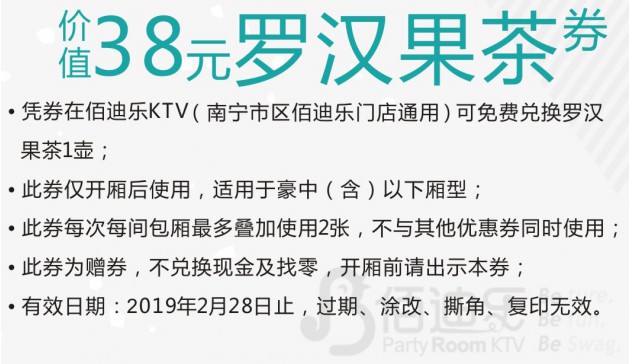 价值38元罗汉果茶券
• 凭券在佰迪乐KTV（南宁市区佰迪乐门店通用）可免费兑换罗汉
果茶1壶；
• 此券仅开厢后使用，适用于豪中（含）以下厢型；
• 此券每次每间包厢最多叠加使用2张，不与其他优惠券同时使用；
• 此券为赠券，不兑换现金及找零，开厢前请出示本券；
• 有效日期：2019年2月28日止，过期、涂改、撕角、复印无效。
佰迪乐
Party Room KTV
Be true.
Be fun.
Be Swag.